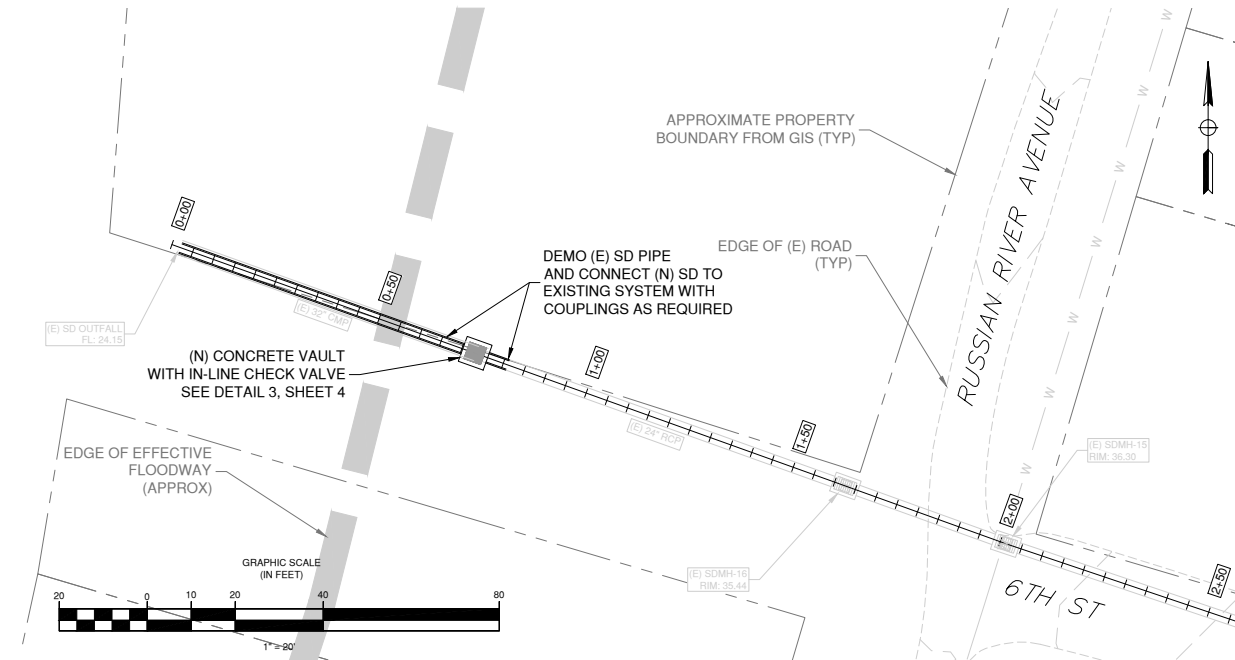 APPROXIMATE PROPERTY
BOUNDARY FROM GIS (TYP)
RUSSIAN RIVER AVENUE
W
W
W
W
W
W
EDGE OF (E) ROAD
(TYP)
0+00
0+50
DEMO (E) SD PIPE
AND CONNECT (N) SD TO
EXISTING SYSTEM WITH
COUPLINGS AS REQUIRED
(E) 32" CMP
(E) SD OUTFALL
FL: 24.15
(N) CONCRETE VAULT
WITH IN-LINE CHECK VALVE
SEE DETAIL 3, SHEET 4
1+00
(E) 24" RCP
1+50
EDGE OF EFFECTIVE
FLOODWAY
(APPROX)
(E) SDMH-15
RIM: 36.30
2+00
(E) SDMH-16
RIM: 35.44
2+50
6TH ST
GRAPHIC SCALE
(IN FEET)
20 0 10 20 40 80
1" = 20'